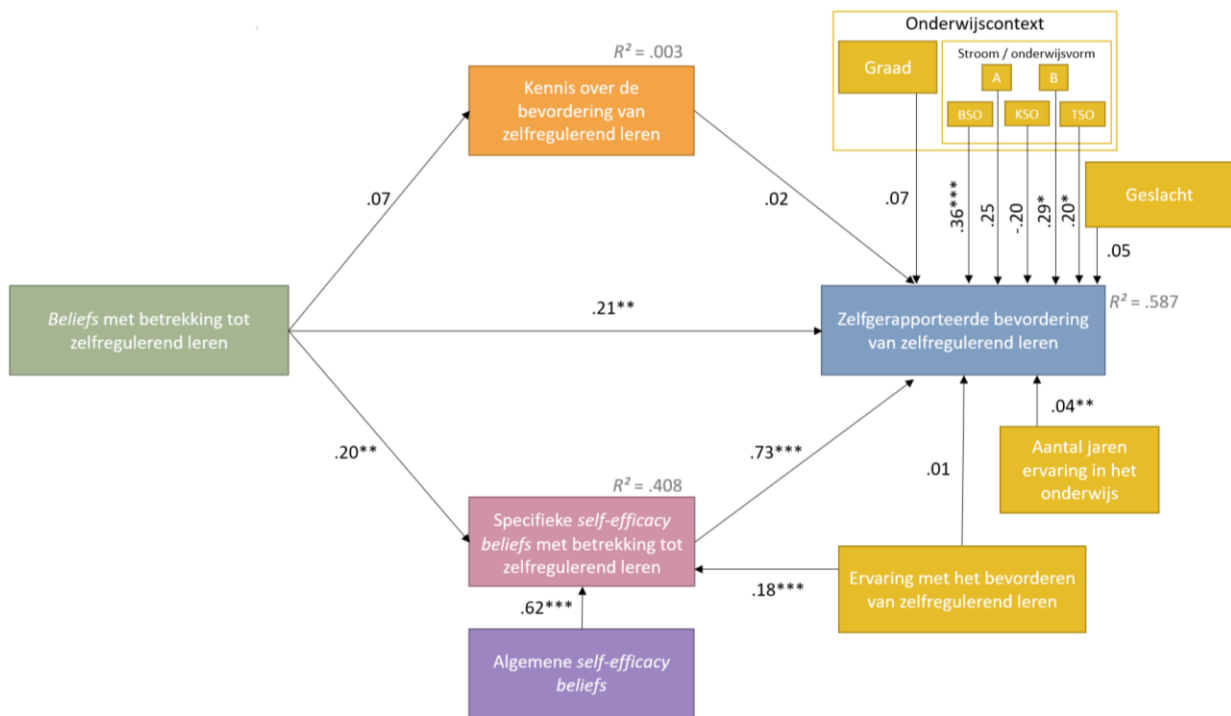 Onderwijscontext
Graad
Stroom / onderwijsvorm
A
B
BSO
KSO
TSO
R² = .003
Kennis over de
bevordering van
zelfregulerend leren
Geslacht
.07
.02
.07
.36***
.25
-.20
.29*
.20*
.05
Beliefs met betrekking tot
zelfregulerend leren
.21**
Zelfgerapporteerde bevordering
van zelfregulerend leren
R² = .587
.20**
.73***
.01
.04**
Aantal jaren
ervaring in het
onderwijs
R² = .408
Specifieke self-efficacy
beliefs met betrekking tot
zelfregulerend leren
.18***
Ervaring met het bevorderen
van zelfregulerend leren
.62***
Algemene self-efficacy
beliefs